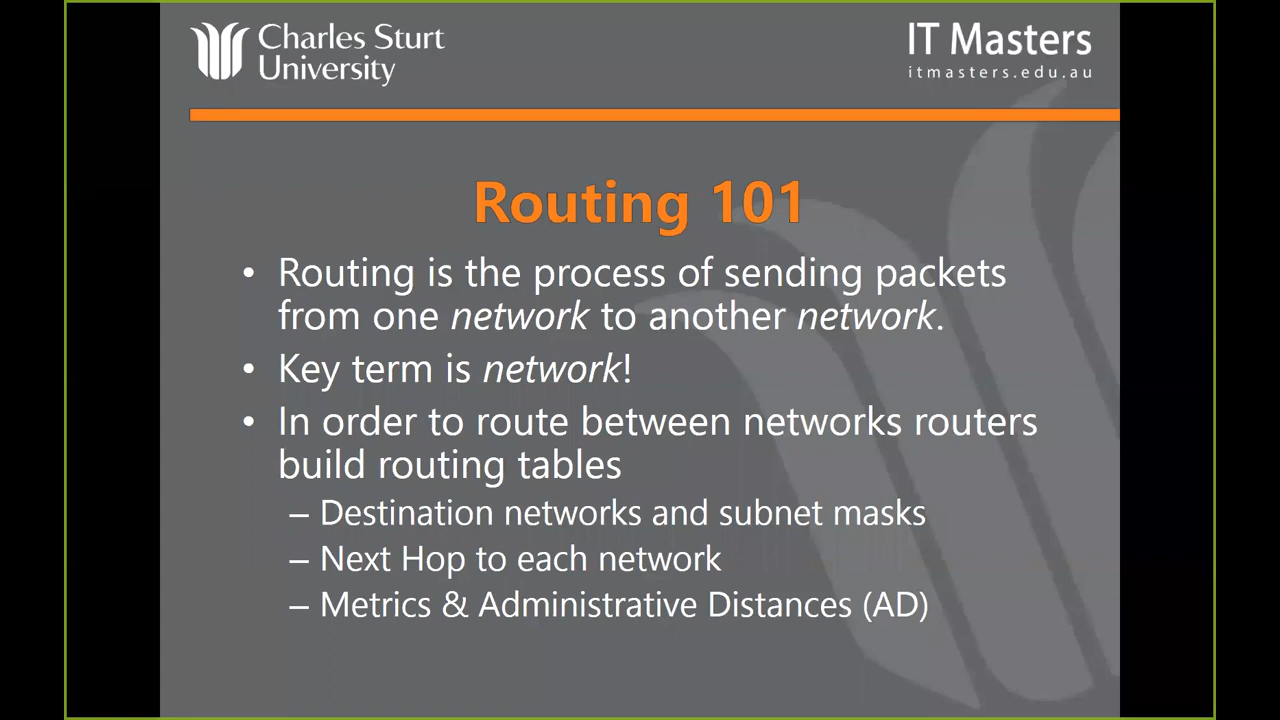 Charles Sturt
University
IT Masters
itmasters.edu.au
Routing 101
• Routing is the process of sending packets
from one network to another network.
• Key term is network!
• In order to route between networks routers
build routing tables
– Destination networks and subnet masks
– Next Hop to each network
– Metrics & Administrative Distances (AD)